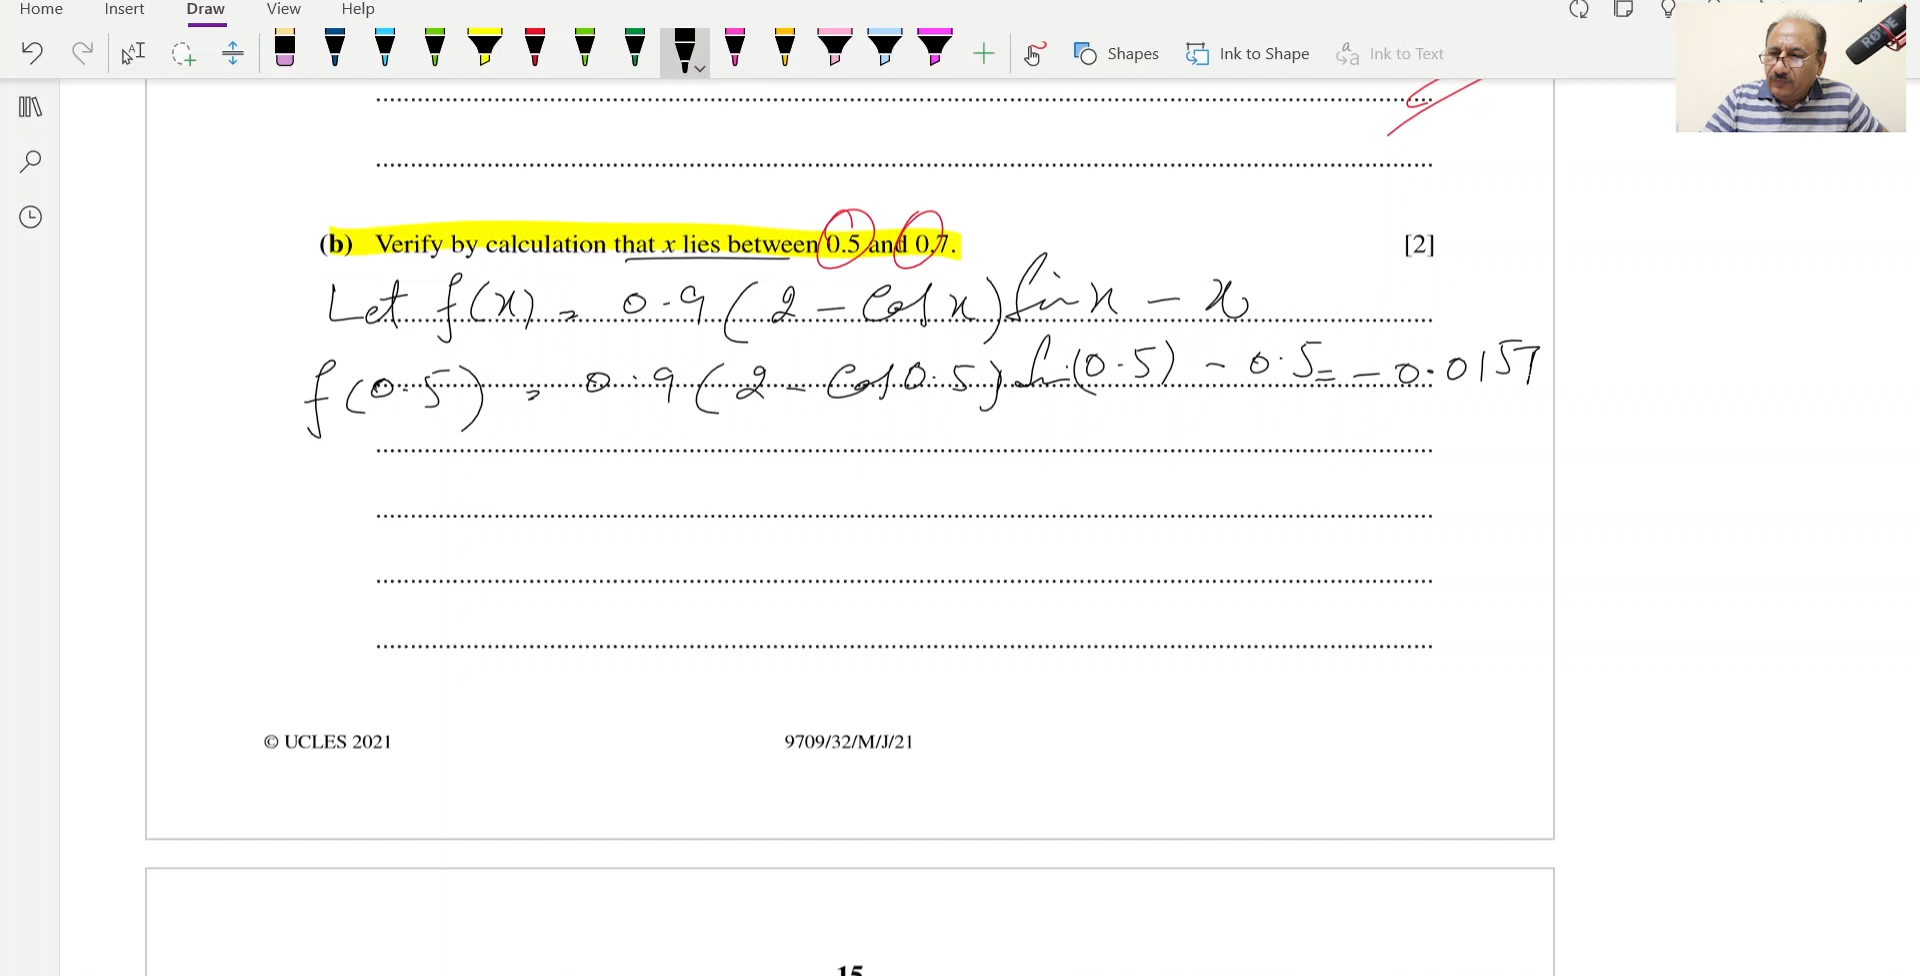 Home Insert Draw View Help
Shapes Ink to Shape Ink to Text
RØDE
(b) Verify by calculation that x lies between 0.5 and 0.7. [2]
Let f(x) = 0.9(2 - Cos x) Sin x - x
f(0.5) = 0.9(2 - Cos 0.5) Sin(0.5) - 0.5 = -0.0157
© UCLES 2021 9709/32/M/J/21
15